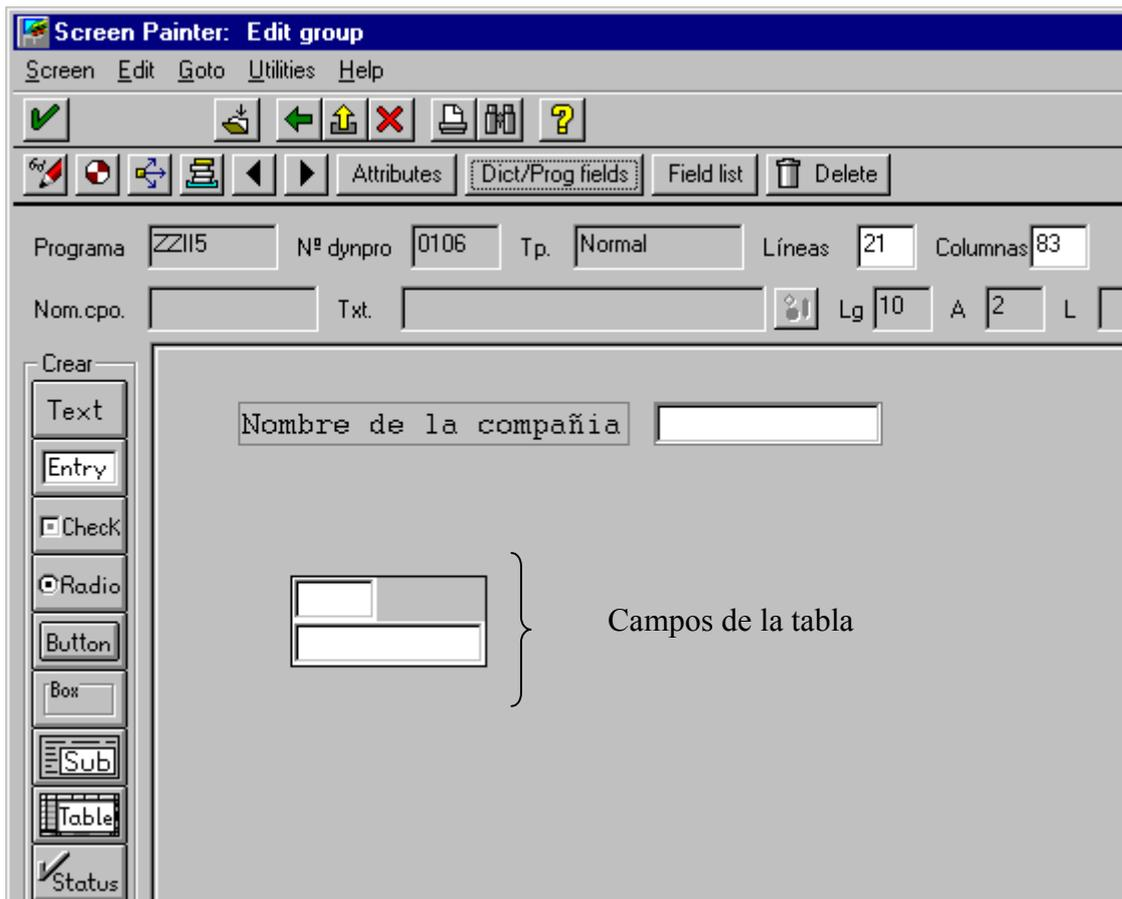 Screen Painter: Edit group
Screen Edit Goto Utilities Help
Attributes Dict/Prog fields Field list Delete
Programa ZZII5 Nº dynpro 0106 Tp. Normal Líneas 21 Columnas 83
Nom.cpo. Txt. Lg 10 A 2 L
Crear
Text
Nombre de la compañia
Entry
Check
Radio
Campos de la tabla
Button
Box
Sub
Table
Status